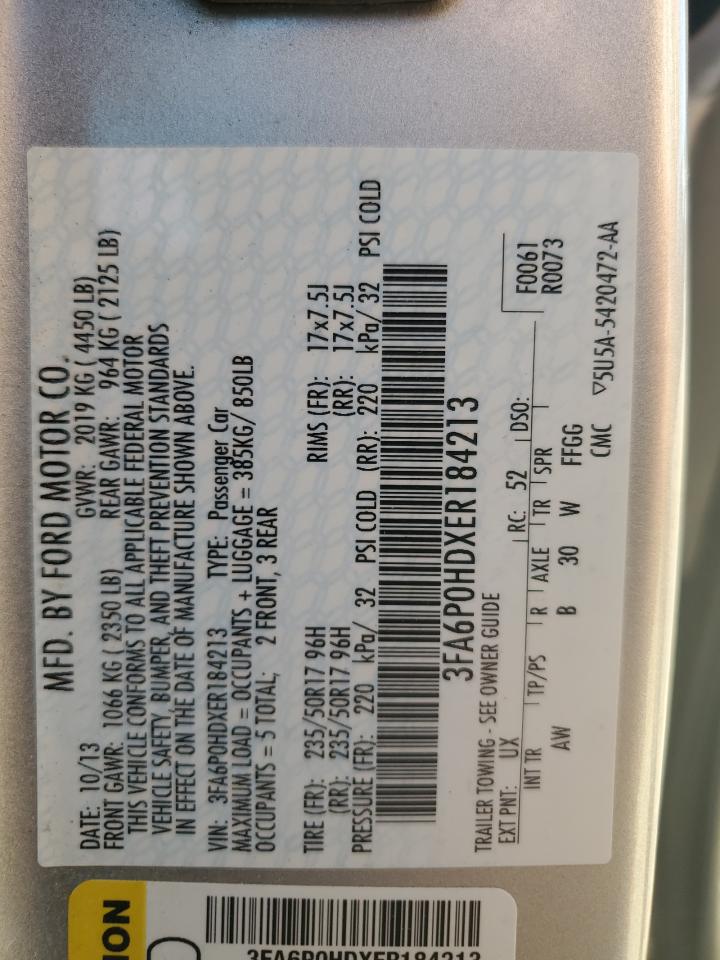 MFD. BY FORD MOTOR CO.
DATE: 10/13 GVWR: 2019 KG ( 4450 LB)
FRONT GAWR: 1066 KG ( 2350 LB) REAR GAWR: 964 KG ( 2125 LB)
THIS VEHICLE CONFORMS TO ALL APPLICABLE FEDERAL MOTOR
VEHICLE SAFETY, BUMPER, AND THEFT PREVENTION STANDARDS
IN EFFECT ON THE DATE OF MANUFACTURE SHOWN ABOVE.
VIN: 3FA6P0HDXER184213 TYPE: Passenger Car
MAXIMUM LOAD = OCCUPANTS + LUGGAGE = 385KG/ 850LB
OCCUPANTS = 5 TOTAL; 2 FRONT, 3 REAR
TIRE (FR): 235/50R17 96H RIMS (FR): 17x7.5J
(RR): 235/50R17 96H (RR): 17x7.5J
PRESSURE (FR): 220 kPa/ 32 PSI COLD (RR): 220 kPa/ 32 PSI COLD
3FA6P0HDXER184213
TRAILER TOWING - SEE OWNER GUIDE
EXT PNT: UX RC: 52 DSO: F0061
R0073
INT TR TP/PS R AXLE TR SPR
AW B 30 W FFGG
CMC
▽5U5A-5420472-AA
3FA6P0HDXER184213